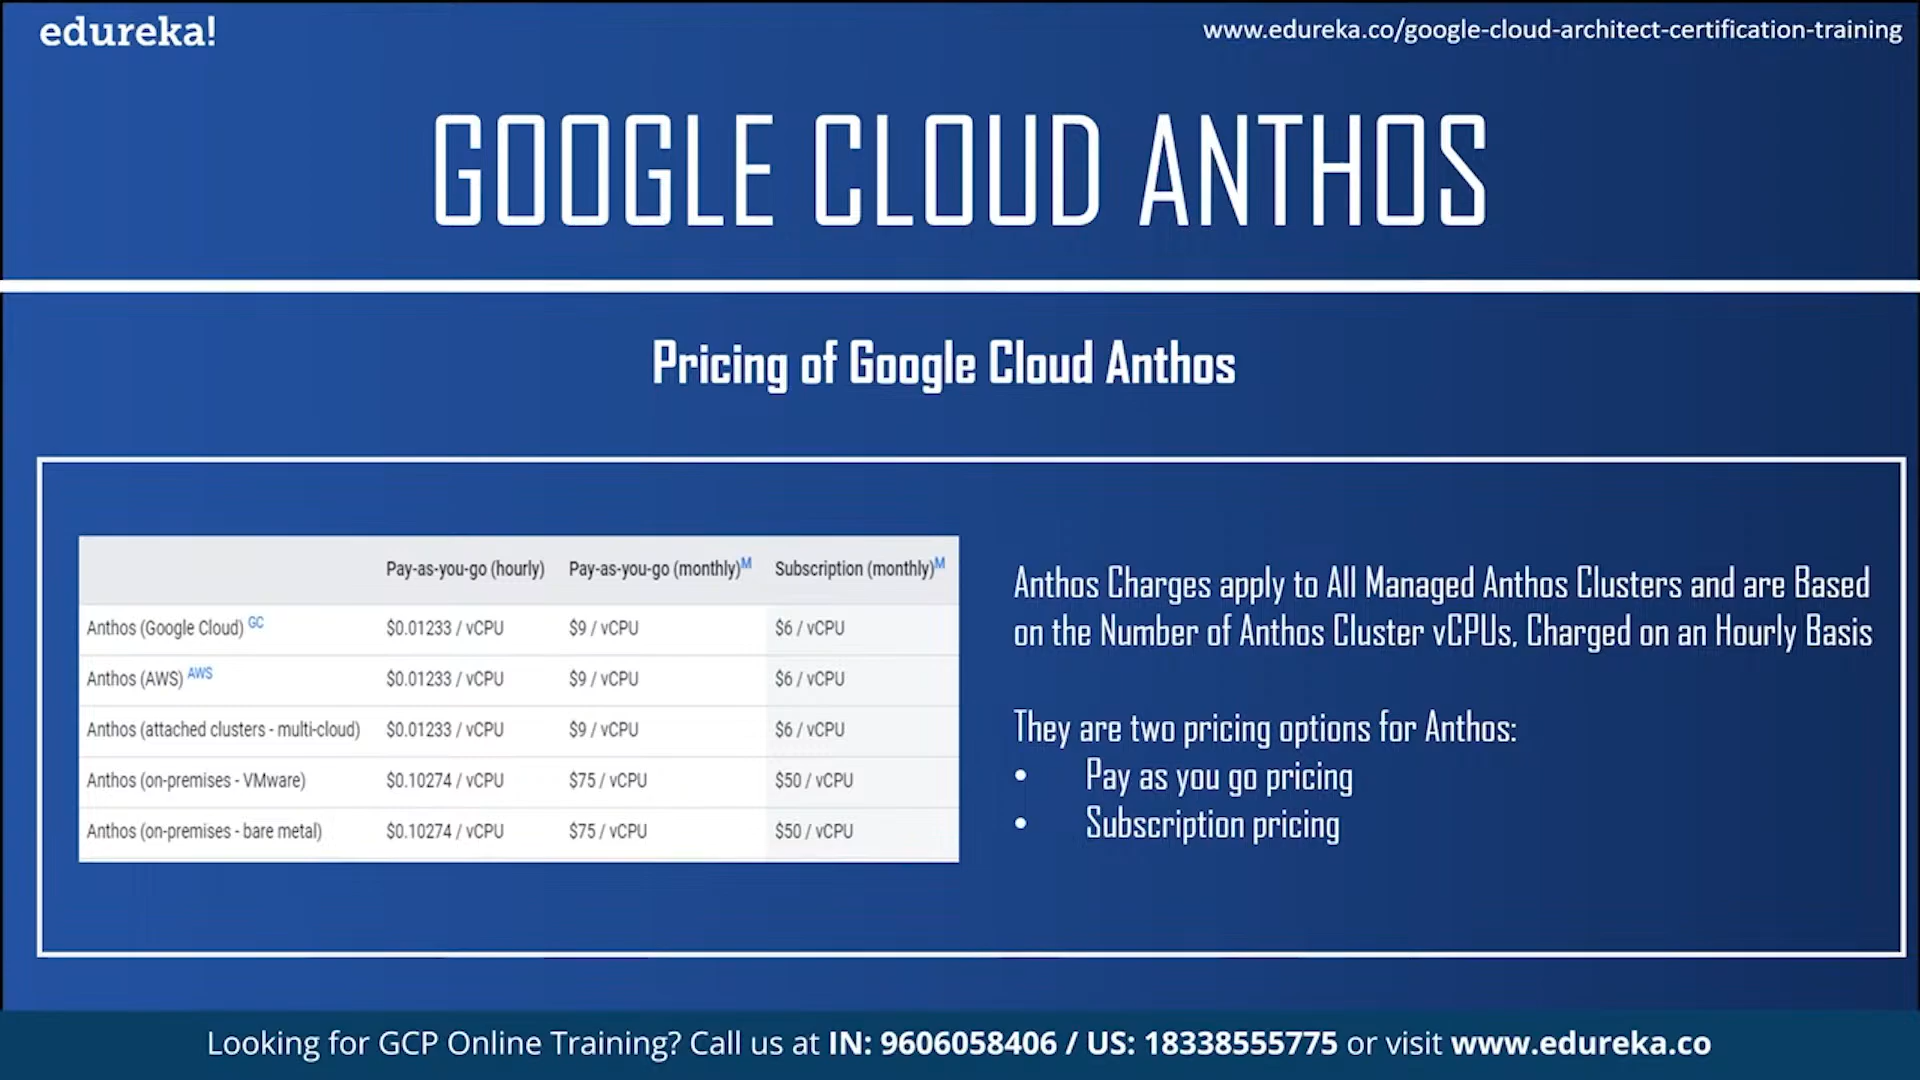 edureka!
www.edureka.co/google-cloud-architect-certification-training
GOOGLE CLOUD ANTHOS
Pricing of Google Cloud Anthos
Pay-as-you-go (hourly) Pay-as-you-go (monthly)M Subscription (monthly)M
Anthos (Google Cloud) GC $0.01233 / vCPU $9 / vCPU $6 / vCPU
Anthos (AWS) AWS $0.01233 / vCPU $9 / vCPU $6 / vCPU
Anthos (attached clusters - multi-cloud) $0.01233 / vCPU $9 / vCPU $6 / vCPU
Anthos (on-premises - VMware) $0.10274 / vCPU $75 / vCPU $50 / vCPU
Anthos (on-premises - bare metal) $0.10274 / vCPU $75 / vCPU $50 / vCPU
Anthos Charges apply to All Managed Anthos Clusters and are Based
on the Number of Anthos Cluster vCPUs, Charged on an Hourly Basis
They are two pricing options for Anthos:
• Pay as you go pricing
• Subscription pricing
Looking for GCP Online Training? Call us at IN: 9606058406 / US: 18338555775 or visit www.edureka.co